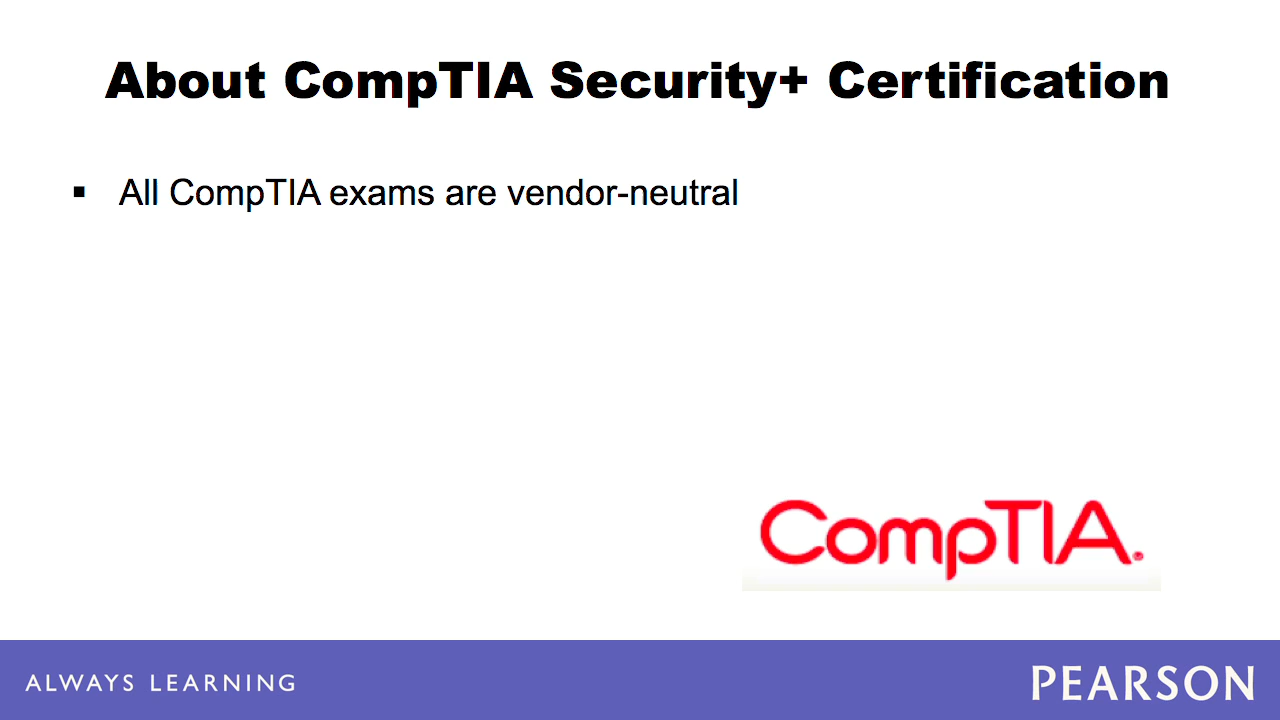 About CompTIA Security+ Certification
▪ All CompTIA exams are vendor-neutral
CompTIA.
ALWAYS LEARNING
PEARSON